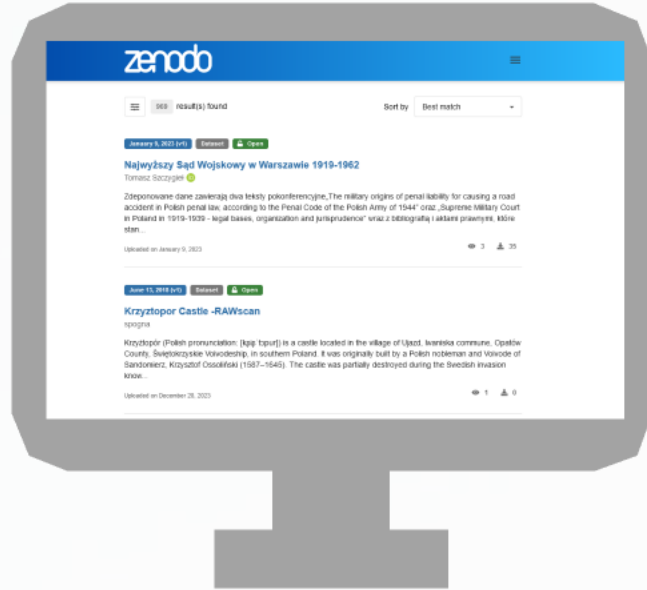 zenodo
result(s) found
Sort by Best match
January 9, 2023 (v1) Dataset Open
Najwyższy Sąd Wojskowy w Warszawie 1919-1962
Tomasz Szczygieł
Zdeponowane dane zawierają dwa teksty pokonferencyjne„The military origins of penal liability for causing a road
accident in Polish penal law, according to the Penal Code of the Polish Army of 1944” oraz „Supreme Military Court
in Poland in 1919-1939 - legal bases, organization and jurisprudence” wraz z bibliografią i aktami prawnymi, które
stan...
Uploaded on January 9, 2023
3 35
June 13, 2018 (v1) Dataset Open
Krzyztopor Castle -RAWscan
spogna
Krzyżtopór (Polish pronunciation: is a castle located in the village of Ujazd, Iwaniska commune, Opatów
County, Świętokrzyskie Voivodeship, in southern Poland. It was originally built by a Polish nobleman and Voivode of
Sandomierz, Krzysztof Ossoliński (1587–1645). The castle was partially destroyed during the Swedish invasion
know...
Uploaded on December 20, 2023
1 0